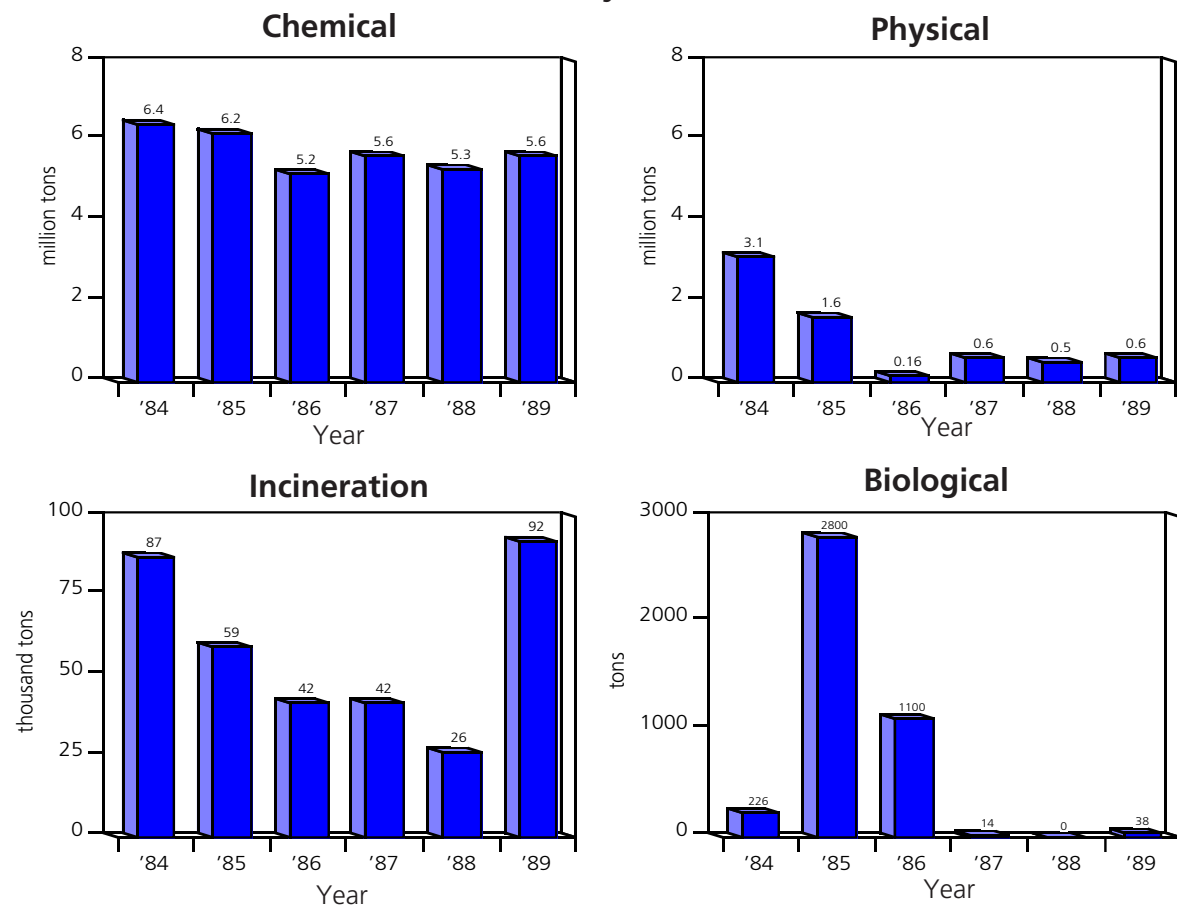 Chemical
8
6
4
2
0
million tons
6.4
6.2
5.2
5.6
5.3
5.6
’84 ’85 ’86 ’87 ’88 ’89
Year
Physical
8
6
4
2
0
million tons
3.1
1.6
0.16
0.6
0.5
0.6
’84 ’85 ’86 ’87 ’88 ’89
Year
Incineration
100
75
50
25
0
thousand tons
87
59
42
42
26
92
’84 ’85 ’86 ’87 ’88 ’89
Year
Biological
3000
2000
1000
0
tons
226
2800
1100
14
0
38
’84 ’85 ’86 ’87 ’88 ’89
Year